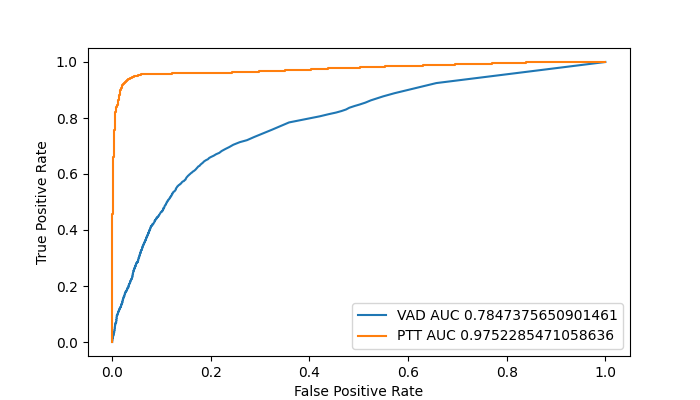 1.0
0.8
0.6
0.4
0.2
0.0
True Positive Rate
VAD AUC 0.7847375650901461
PTT AUC 0.9752285471058636
0.0 0.2 0.4 0.6 0.8 1.0
False Positive Rate